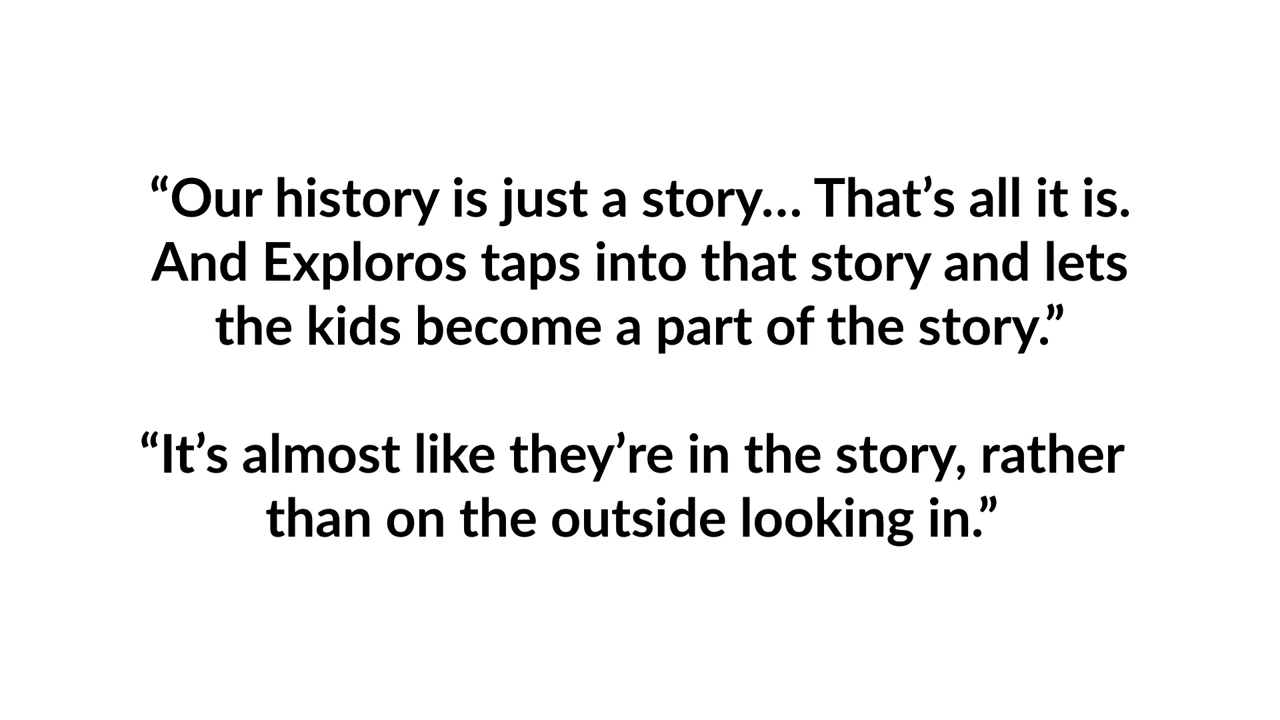 “Our history is just a story... That’s all it is.
And Exploros taps into that story and lets
the kids become a part of the story.”
“It’s almost like they’re in the story, rather
than on the outside looking in.”